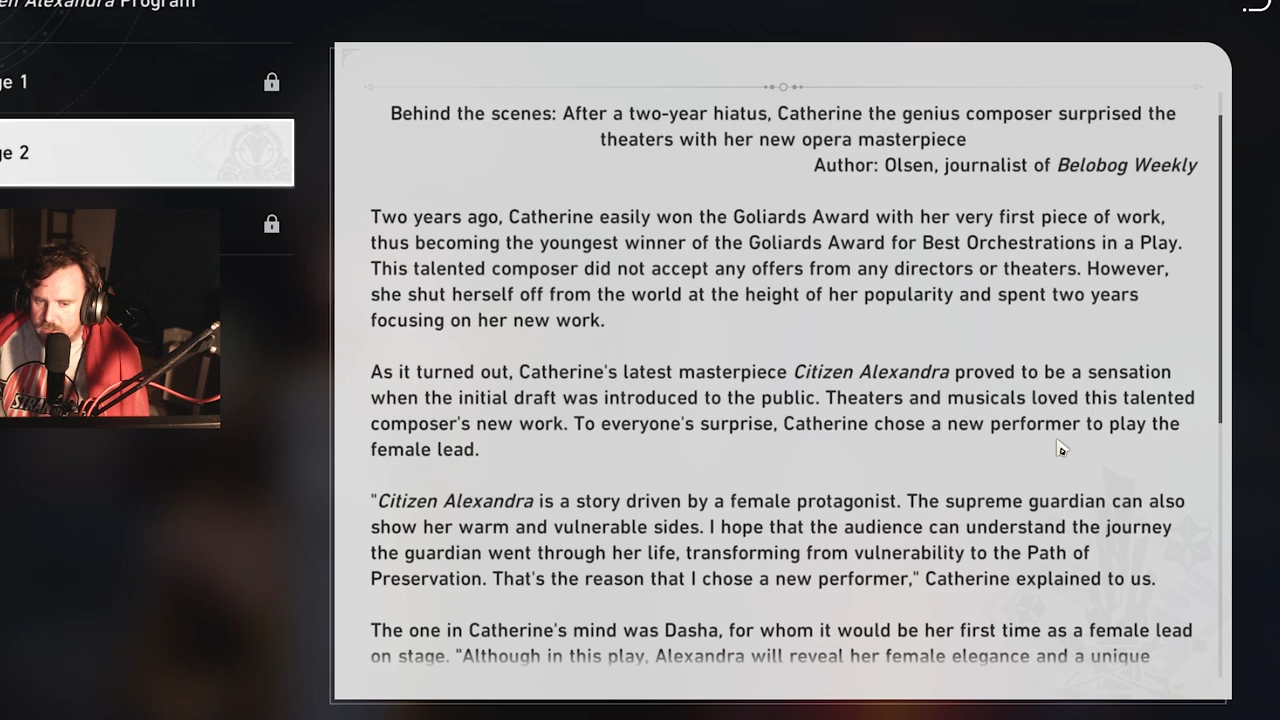 en Alexandra Program
ge 1
ge 2
Behind the scenes: After a two-year hiatus, Catherine the genius composer surprised the
theaters with her new opera masterpiece
Author: Olsen, journalist of Belobog Weekly
Two years ago, Catherine easily won the Goliards Award with her very first piece of work,
thus becoming the youngest winner of the Goliards Award for Best Orchestrations in a Play.
This talented composer did not accept any offers from any directors or theaters. However,
she shut herself off from the world at the height of her popularity and spent two years
focusing on her new work.
As it turned out, Catherine's latest masterpiece Citizen Alexandra proved to be a sensation
when the initial draft was introduced to the public. Theaters and musicals loved this talented
composer's new work. To everyone's surprise, Catherine chose a new performer to play the
female lead.
"Citizen Alexandra is a story driven by a female protagonist. The supreme guardian can also
show her warm and vulnerable sides. I hope that the audience can understand the journey
the guardian went through her life, transforming from vulnerability to the Path of
Preservation. That's the reason that I chose a new performer," Catherine explained to us.
The one in Catherine's mind was Dasha, for whom it would be her first time as a female lead
on stage. "Although in this play, Alexandra will reveal her female elegance and a unique